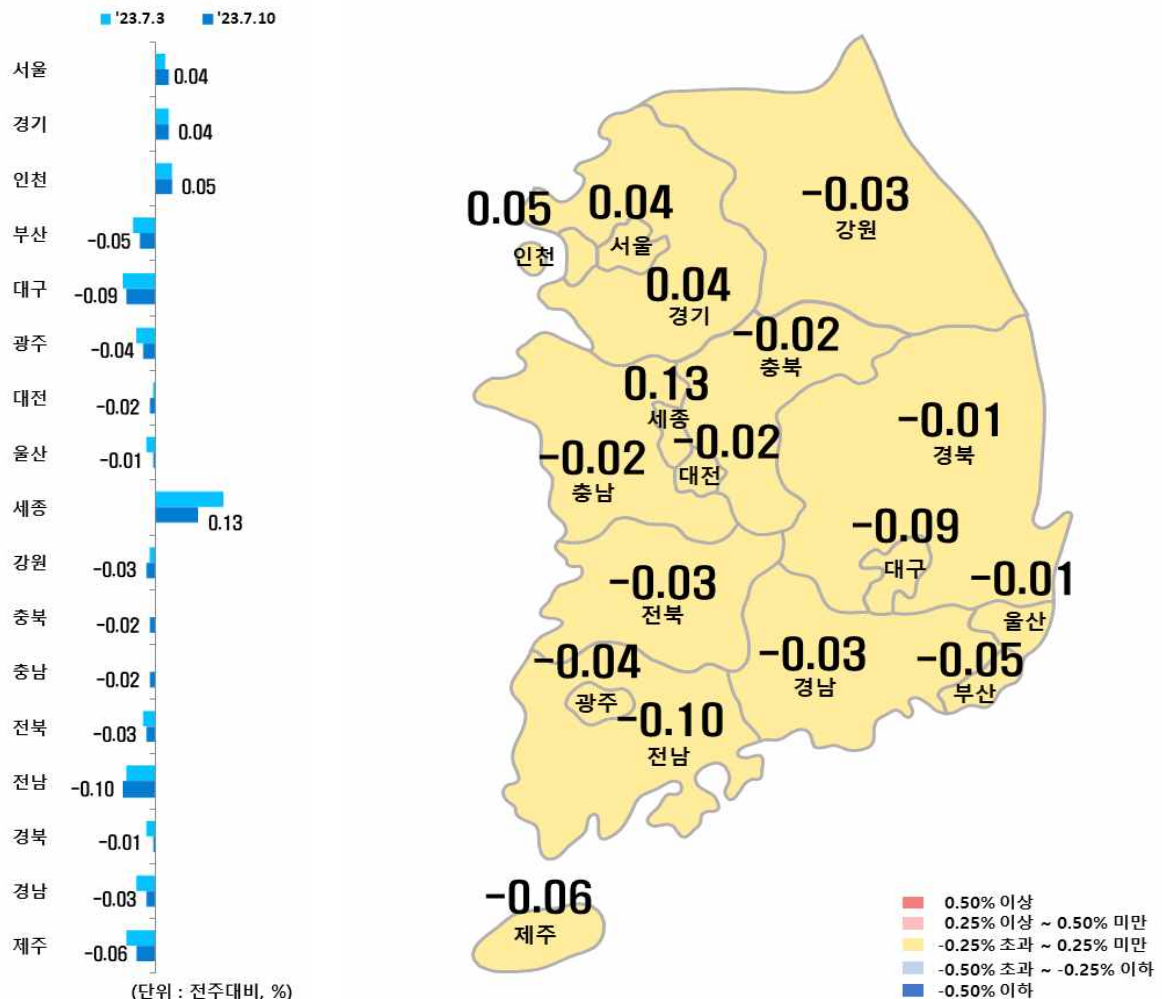 '23.7.3 '23.7.10
서울 0.04
경기 0.04
인천 0.05
부산 -0.05
대구 -0.09
광주 -0.04
대전 -0.02
울산 -0.01
세종 0.13
강원 -0.03
충북 -0.02
충남 -0.02
전북 -0.03
전남 -0.10
경북 -0.01
경남 -0.03
제주 -0.06
(단위 : 전주대비, %)
-0.03
강원
0.05
인천
0.04
서울
0.04
경기
-0.02
충북
0.13
세종
-0.02
대전
-0.02
충남
-0.01
경북
-0.09
대구
-0.01
울산
-0.03
전북
-0.03
경남
-0.05
부산
-0.04
광주
-0.10
전남
-0.06
제주
0.50% 이상
0.25% 이상 ~ 0.50% 미만
-0.25% 초과 ~ 0.25% 미만
-0.50% 초과 ~ -0.25% 이하
-0.50% 이하